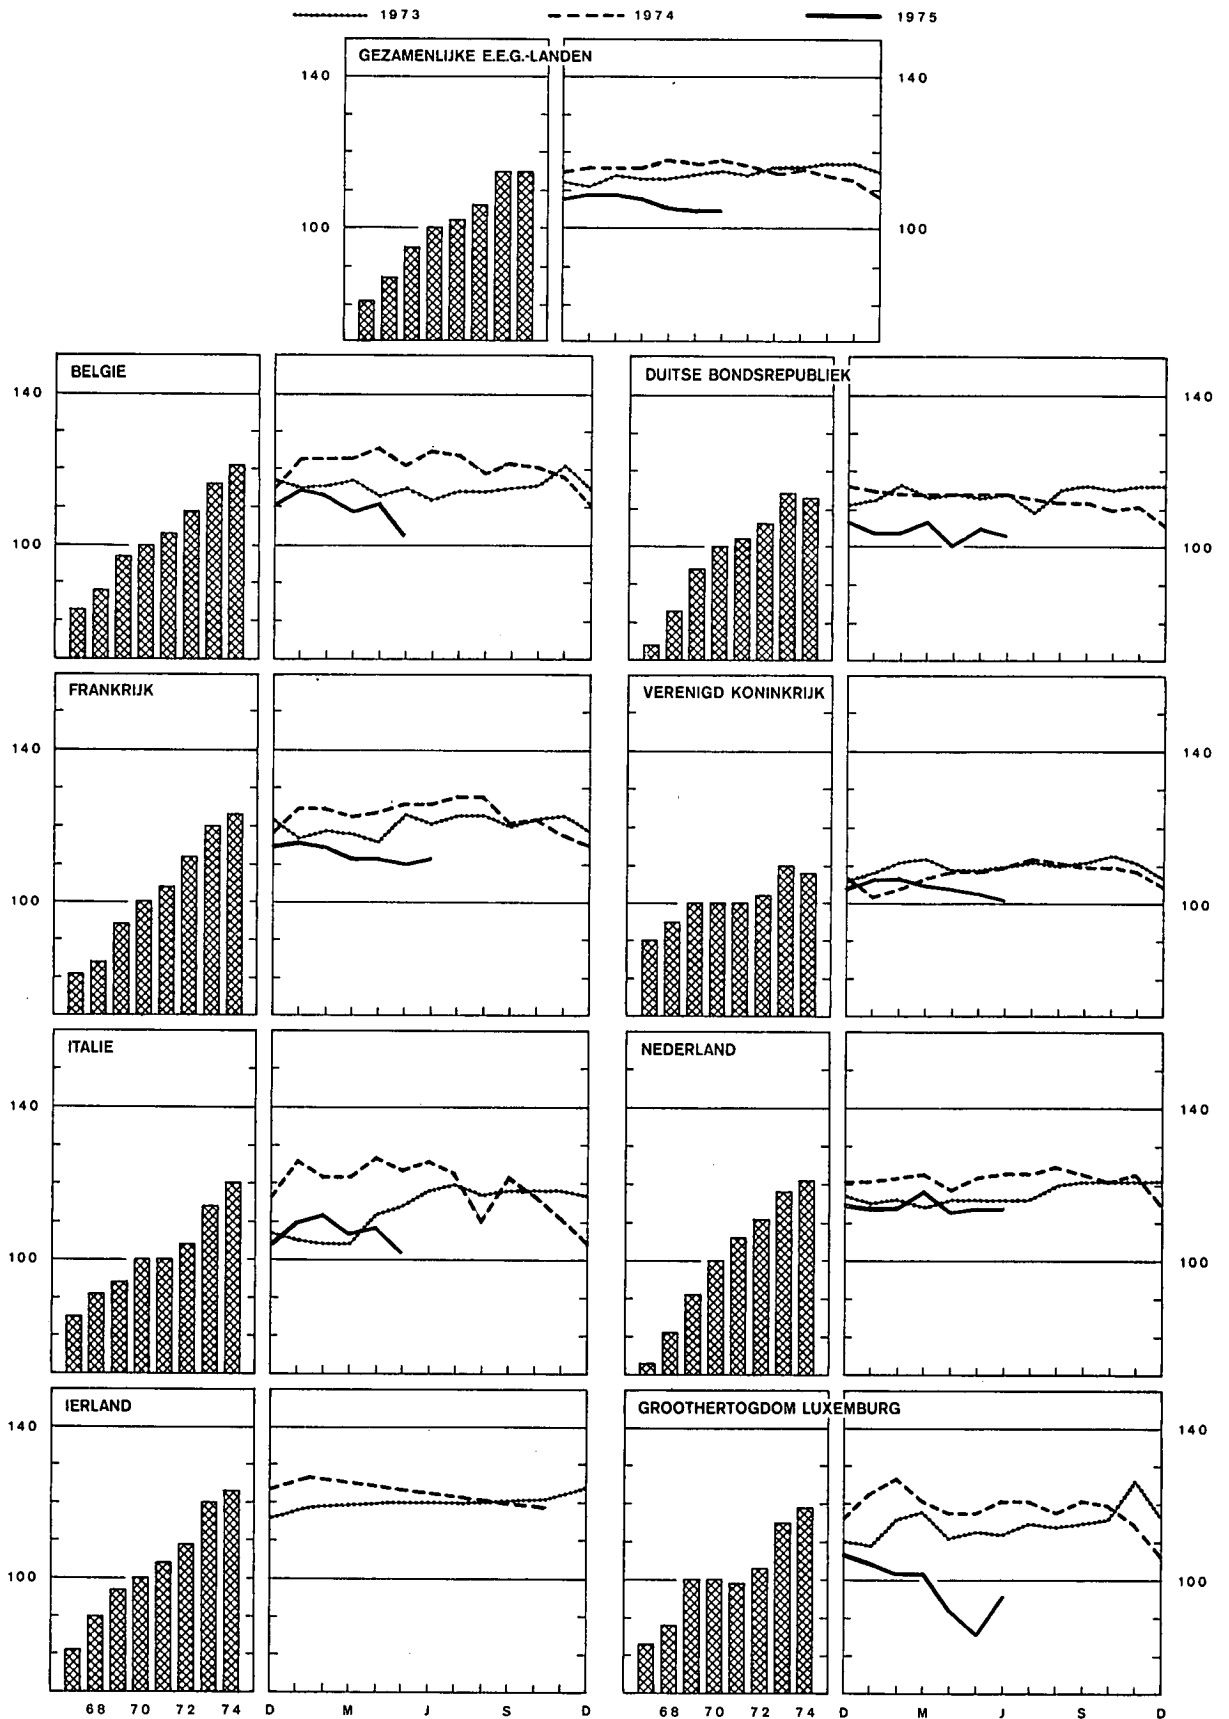 1973 1974 1975
GEZAMENLIJKE E.E.G.-LANDEN
140 140
100 100
BELGIE DUITSE BONDSREPUBLIEK
140 140
100 100
FRANKRIJK VERENIGD KONINKRIJK
140 140
100 100
ITALIE NEDERLAND
140 140
100 100
IERLAND GROOTHERTOGDOM LUXEMBURG
140 140
100 100
68 70 72 74 D M J S D 68 70 72 74 D M J S D